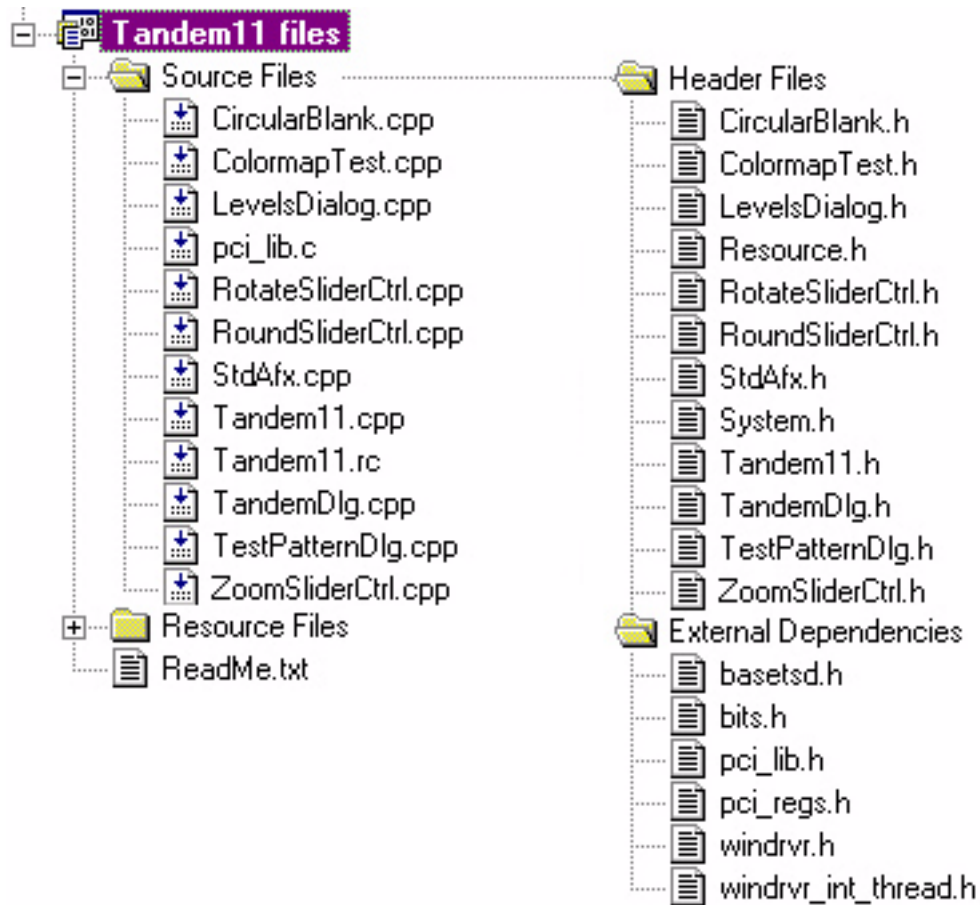 Tandem11 files
Source Files
CircularBlank.cpp
ColormapTest.cpp
LevelsDialog.cpp
pci_lib.c
RotateSliderCtrl.cpp
RoundSliderCtrl.cpp
StdAfx.cpp
Tandem11.cpp
Tandem11.rc
TandemDlg.cpp
TestPatternDlg.cpp
ZoomSliderCtrl.cpp
Resource Files
ReadMe.txt
Header Files
CircularBlank.h
ColormapTest.h
LevelsDialog.h
Resource.h
RotateSliderCtrl.h
RoundSliderCtrl.h
StdAfx.h
System.h
Tandem11.h
TandemDlg.h
TestPatternDlg.h
ZoomSliderCtrl.h
External Dependencies
basetsd.h
bits.h
pci_lib.h
pci_regs.h
windrvr.h
windrvr_int_thread.h